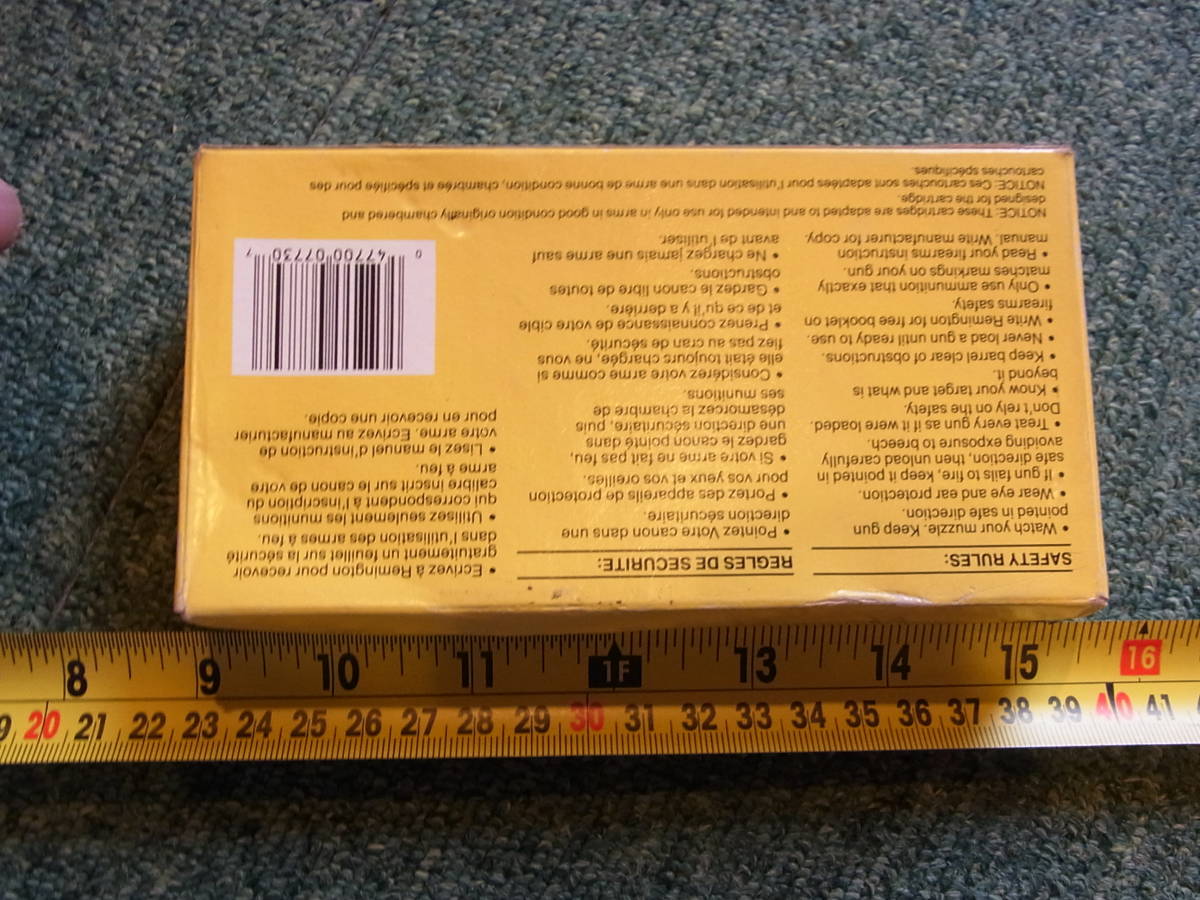 SAFETY RULES:
• Watch your muzzle. Keep gun
pointed in safe direction.
• Wear eye and ear protection.
• If gun fails to fire, keep it pointed in
safe direction, then unload carefully
avoiding exposure to breech.
• Treat every gun as if it were loaded.
Don't rely on the safety.
• Know your target and what is
beyond it.
• Keep barrel clear of obstructions.
• Never load a gun until ready to use.
• Write Remington for free booklet on
firearms safety.
• Only use ammunition that exactly
matches markings on your gun.
• Read your firearms instruction
manual. Write manufacturer for copy.
REGLES DE SECURITE:
• Pointez Votre canon dans une
direction sécuritaire.
• Portez des appareils de protection
pour vos yeux et vos oreilles.
• Si votre arme ne fait pas feu,
gardez le canon pointé dans
une direction sécuritaire, puis
désamorcez la chambre de
ses munitions.
• Considérez votre arme comme si
elle était toujours chargée, ne vous
fiez pas au cran de sécurité.
• Prenez connaissance de votre cible
et de ce qu'il y a derrière.
• Gardez le canon libre de toutes
obstructions.
• Ne chargez jamais une arme sauf
avant de l'utiliser.
• Ecrivez à Remington pour recevoir
gratuitement un feuillet sur la sécurité
dans l'utilisation des armes à feu.
• Utilisez seulement les munitions
qui correspondent à l'inscription du
calibre inscrit sur le canon de votre
arme à feu.
• Lisez le manuel d'instruction de
votre arme. Ecrivez au manufacturier
pour en recevoir une copie.
0 47700 07730 7
NOTICE: These cartridges are adapted to and intended for use only in arms in good condition originally chambered and
designed for the cartridge.
NOTICE: Ces cartouches sont adaptées pour l'utilisation dans une arme de bonne condition, chambrée et spécifiée pour des
cartouches spécifiques.
8 9 10 11 1F 13 14 15 16
9 20 21 22 23 24 25 26 27 28 29 30 31 32 33 34 35 36 37 38 39 40 41